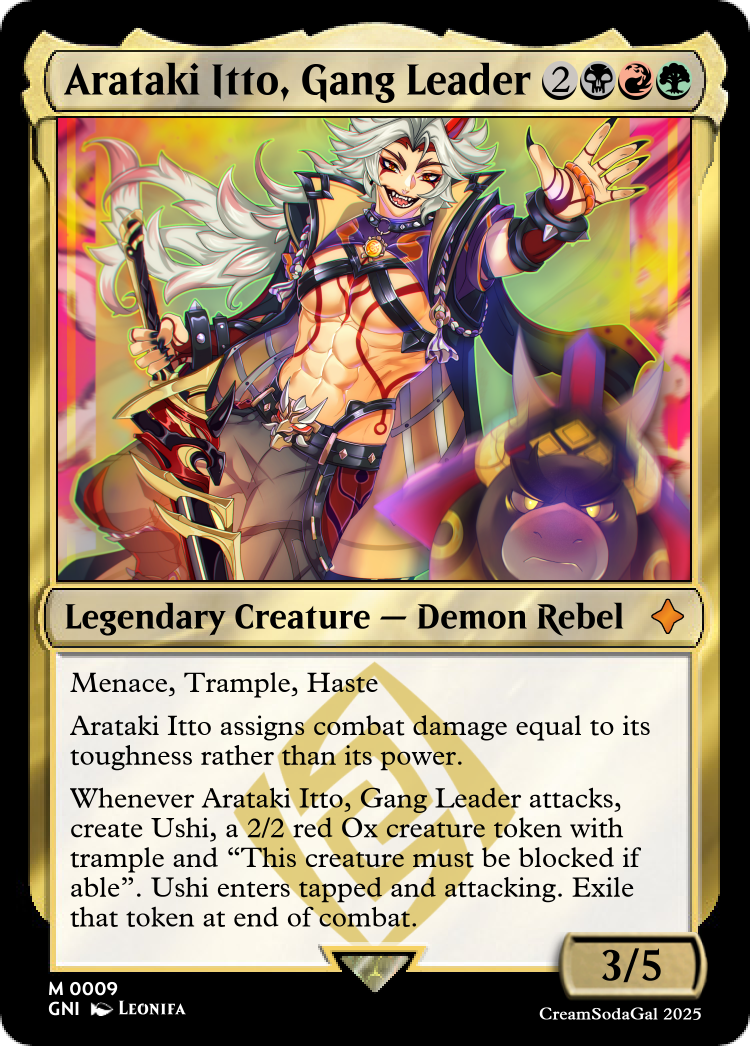 Arataki Itto, Gang Leader 2
Legendary Creature — Demon Rebel
Menace, Trample, Haste
Arataki Itto assigns combat damage equal to its
toughness rather than its power.
Whenever Arataki Itto, Gang Leader attacks,
create Ushi, a 2/2 red Ox creature token with
trample and “This creature must be blocked if
able”. Ushi enters tapped and attacking. Exile
that token at end of combat.
3/5
M 0009
GNI Leonifa
CreamSodaGal 2025